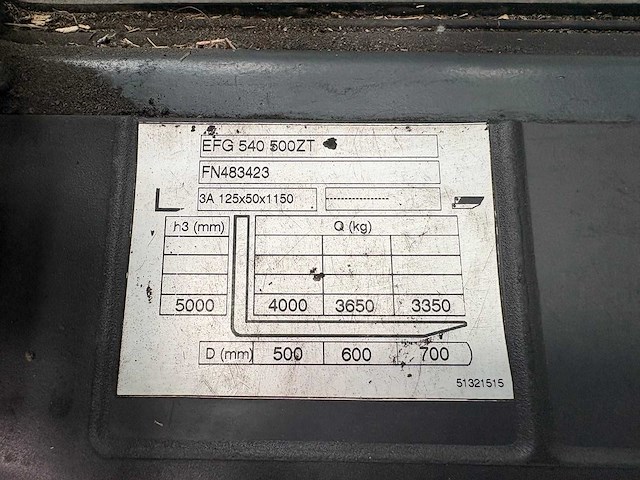 EFG 540 500ZT
FN483423
3A 125x50x1150 --------------
h3 (mm) Q (kg)
5000 4000 3650 3350
D (mm) 500 600 700
51321515